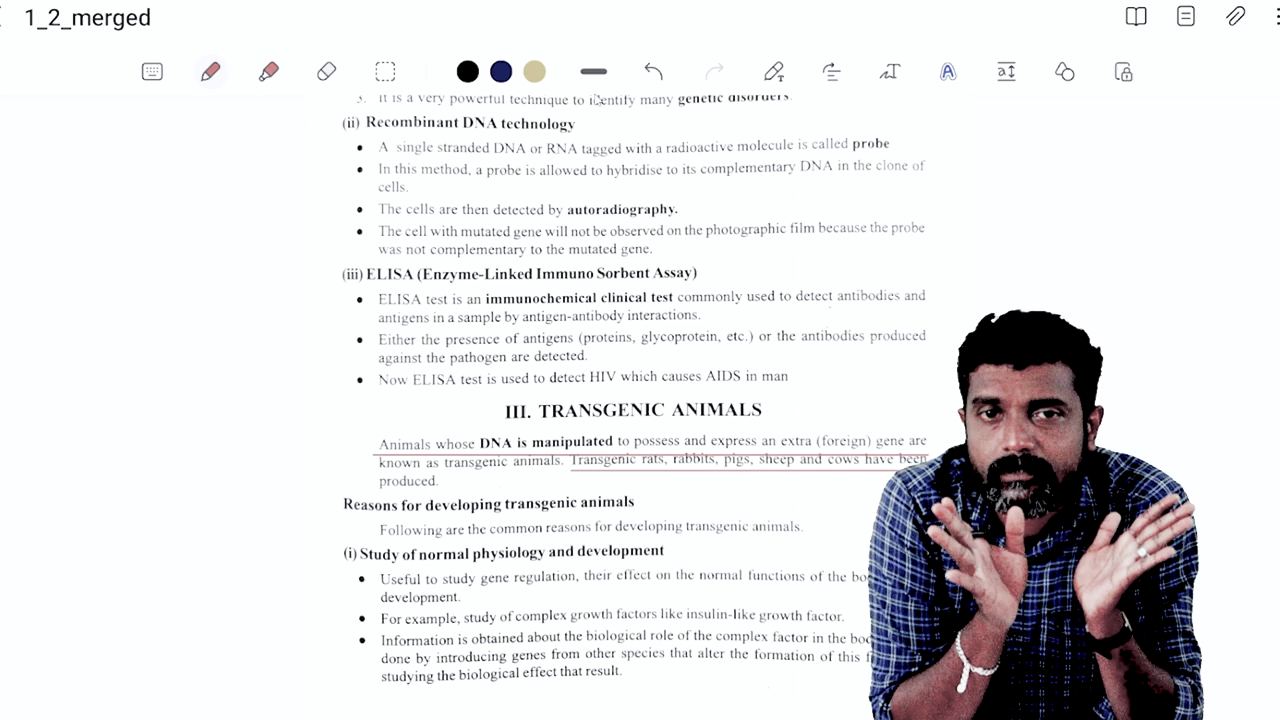 1_2_merged
3. It is a very powerful technique to identify many genetic disorders.
(ii) Recombinant DNA technology
• A single stranded DNA or RNA tagged with a radioactive molecule is called probe
• In this method, a probe is allowed to hybridise to its complementary DNA in the clone of
cells.
• The cells are then detected by autoradiography.
• The cell with mutated gene will not be observed on the photographic film because the probe
was not complementary to the mutated gene.
(iii) ELISA (Enzyme-Linked Immuno Sorbent Assay)
• ELISA test is an immunochemical clinical test commonly used to detect antibodies and
antigens in a sample by antigen-antibody interactions.
• Either the presence of antigens (proteins, glycoprotein, etc.) or the antibodies produced
against the pathogen are detected.
• Now ELISA test is used to detect HIV which causes AIDS in man
III. TRANSGENIC ANIMALS
Animals whose DNA is manipulated to possess and express an extra (foreign) gene are
known as transgenic animals. Transgenic rats, rabbits, pigs, sheep and cows have been
produced.
Reasons for developing transgenic animals
Following are the common reasons for developing transgenic animals.
(i) Study of normal physiology and development
• Useful to study gene regulation, their effect on the normal functions of the
development.
• For example, study of complex growth factors like insulin-like growth factor.
• Information is obtained about the biological role of the complex factor in the
done by introducing genes from other species that alter the formation of this
studying the biological effect that result.